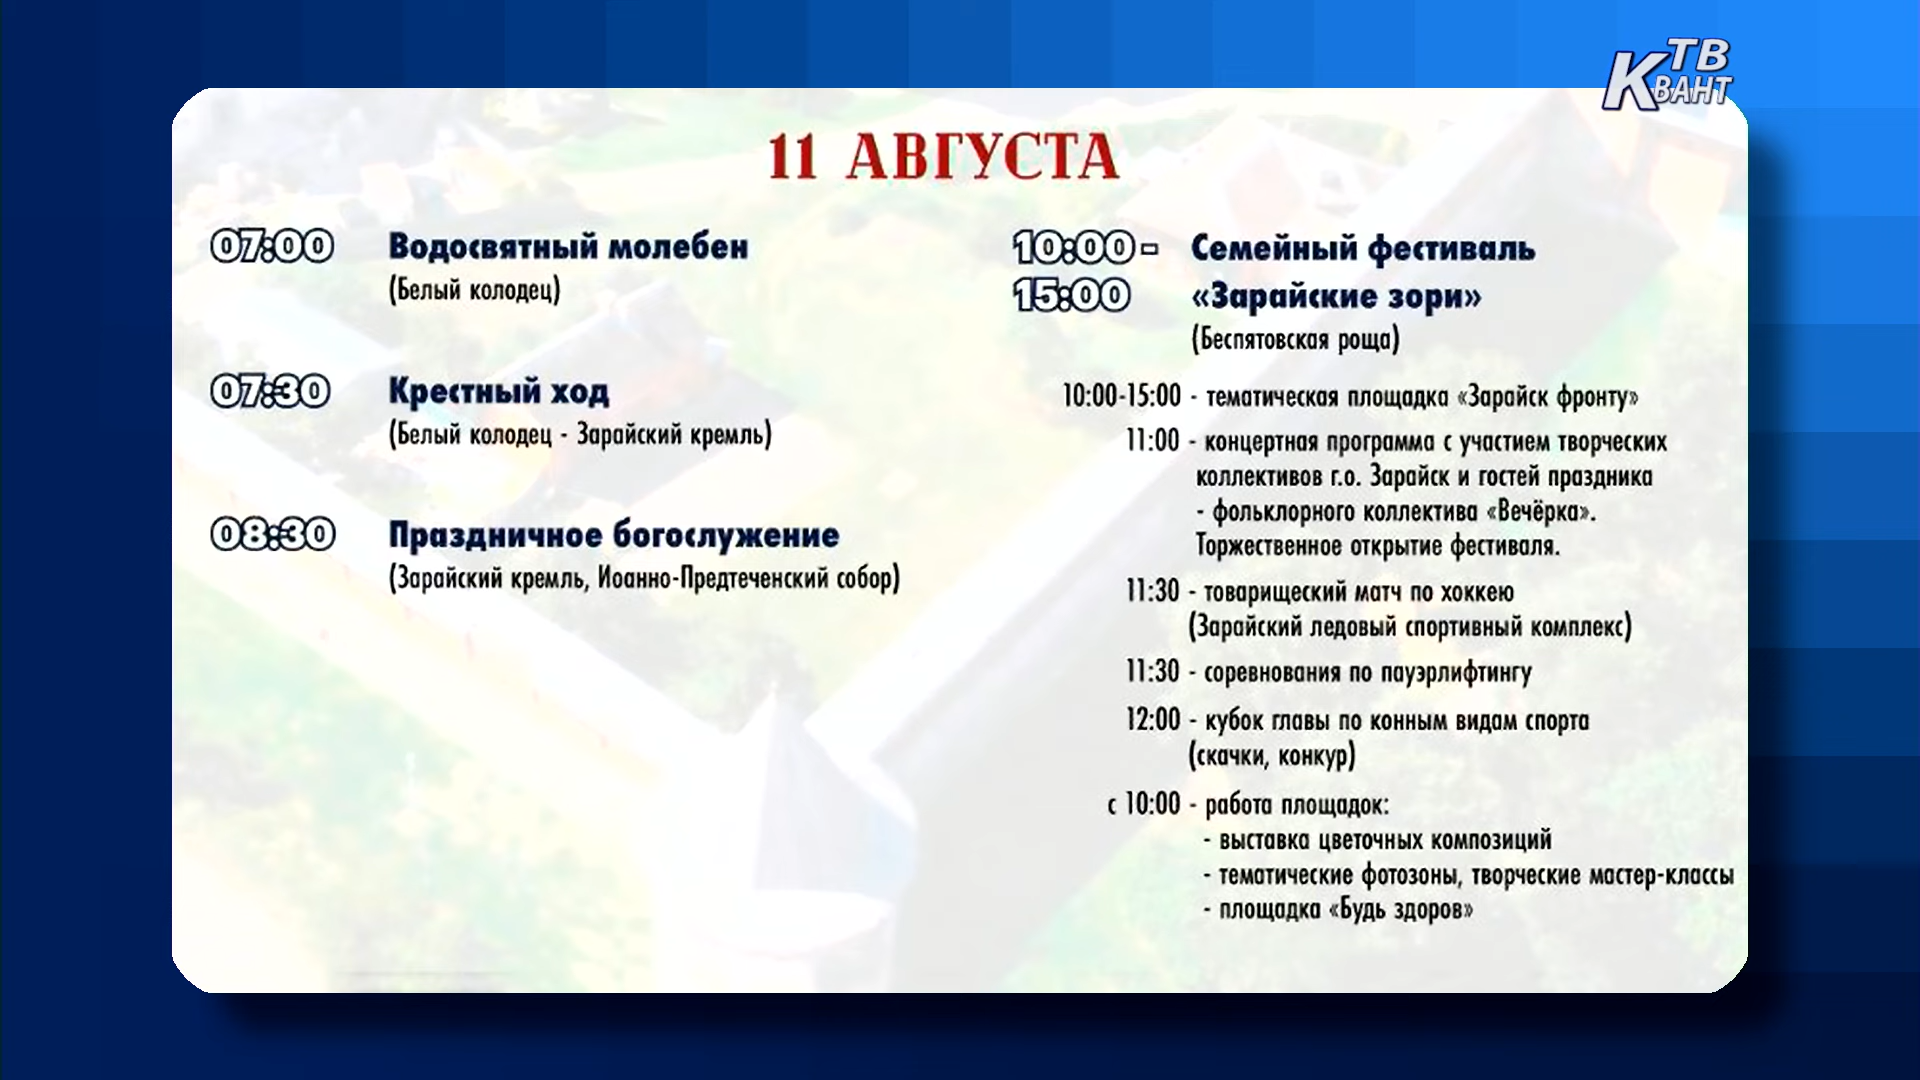 ТВ
КВАНТ
11 АВГУСТА
07:00 Водосвятный молебен
(Белый колодец)
07:30 Крестный ход
(Белый колодец - Зарайский кремль)
08:30 Праздничное богослужение
(Зарайский кремль, Иоанно-Предтеченский собор)
10:00- Семейный фестиваль
15:00 «Зарайские зори»
(Беспятовская роща)
10:00-15:00 - тематическая площадка «Зарайск фронту»
11:00 - концертная программа с участием творческих
коллективов г.о. Зарайск и гостей праздника
- фольклорного коллектива «Вечёрка».
Торжественное открытие фестиваля.
11:30 - товарищеский матч по хоккею
(Зарайский ледовый спортивный комплекс)
11:30 - соревнования по пауэрлифтингу
12:00 - кубок главы по конным видам спорта
(скачки, конкур)
с 10:00 - работа площадок:
- выставка цветочных композиций
- тематические фотозоны, творческие мастер-классы
- площадка «Будь здоров»